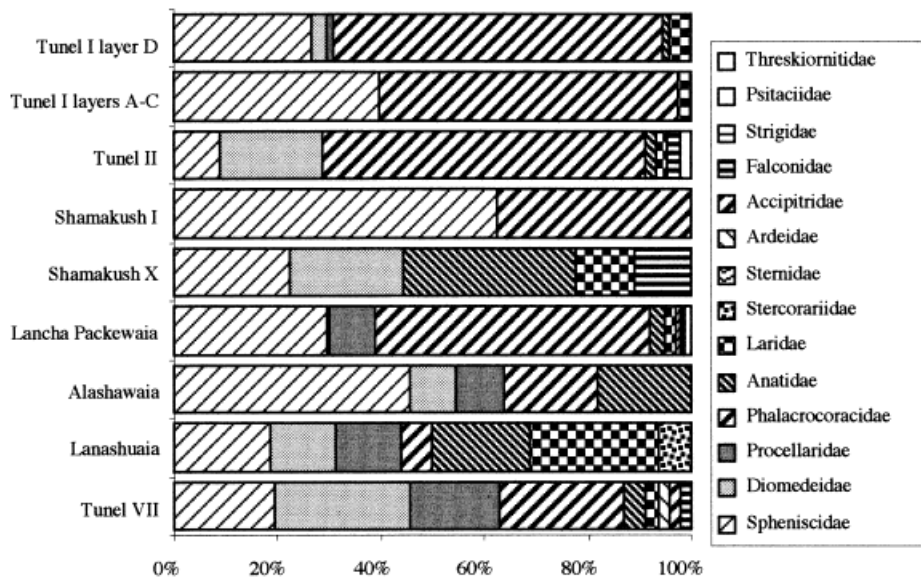 Tunel I layer D
Tunel I layers A-C
Tunel II
Shamakush I
Shamakush X
Lancha Packewaia
Alashawaia
Lanashuaia
Tunel VII
0% 20% 40% 60% 80% 100%
Threskiornitidae
Psitaciidae
Strigidae
Falconidae
Accipitridae
Ardeidae
Sternidae
Stercorariidae
Laridae
Anatidae
Phalacrocoracidae
Procellaridae
Diomedeidae
Spheniscidae